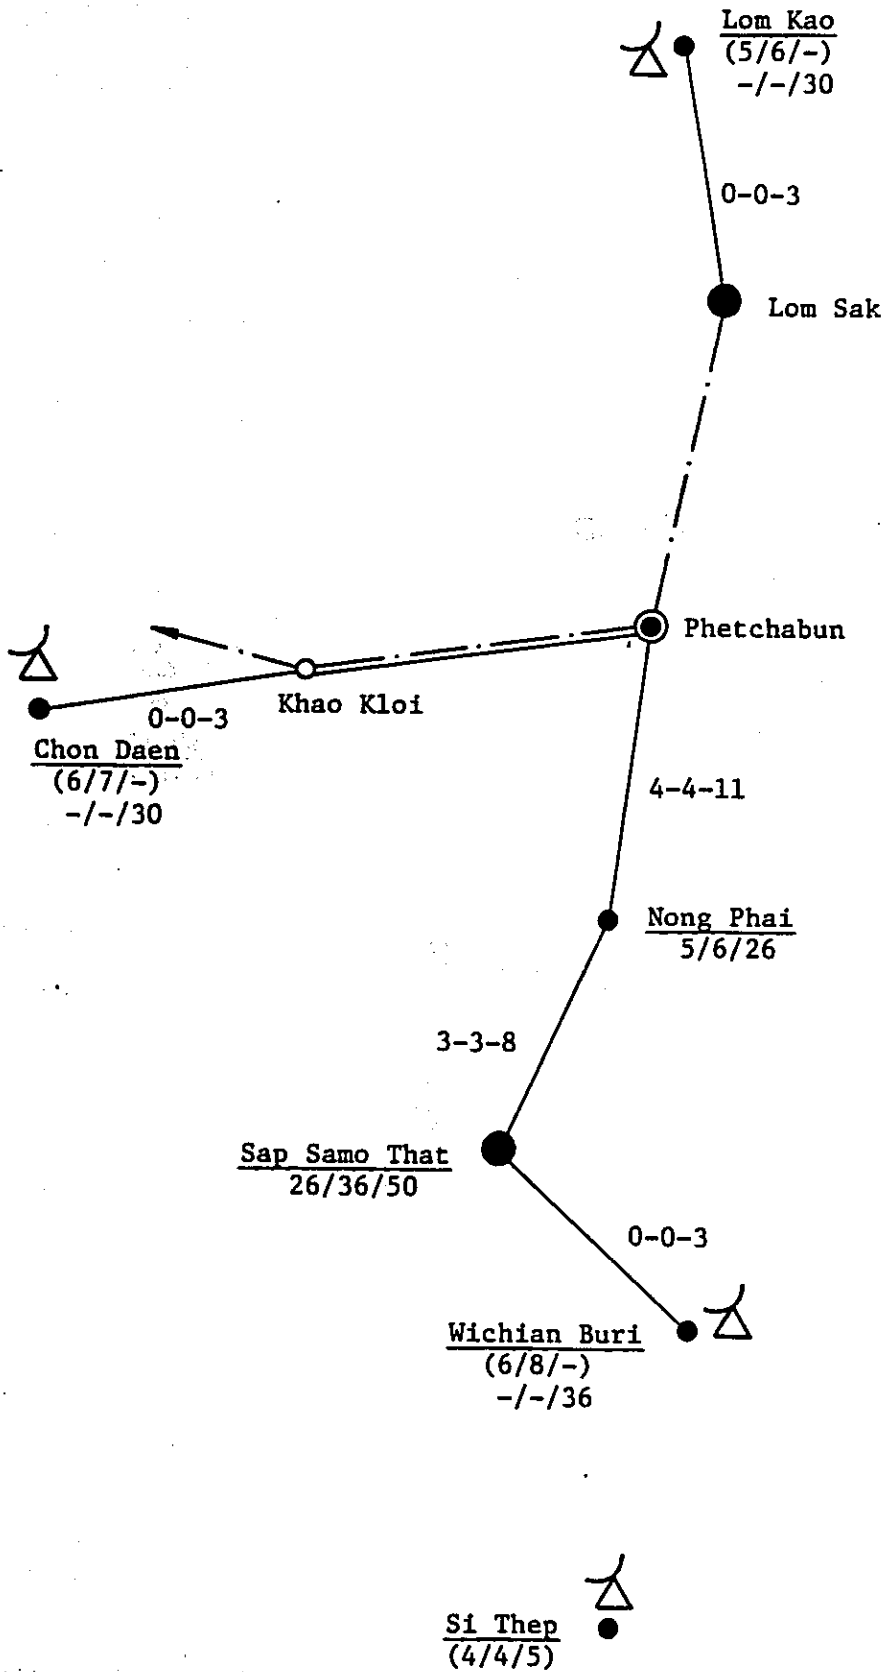 Lom Kao
(5/6/-)
-/-/30
0-0-3
Lom Sak
Phetchabun
Khao Kloi
0-0-3
Chon Daen
(6/7/-)
-/-/30
4-4-11
Nong Phai
5/6/26
3-3-8
Sap Samo That
26/36/50
0-0-3
Wichian Buri
(6/8/-)
-/-/36
Si Thep
(4/4/5)